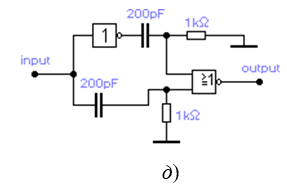 200pF
1kΩ
1
input
200pF
output
≥1
1kΩ
д)